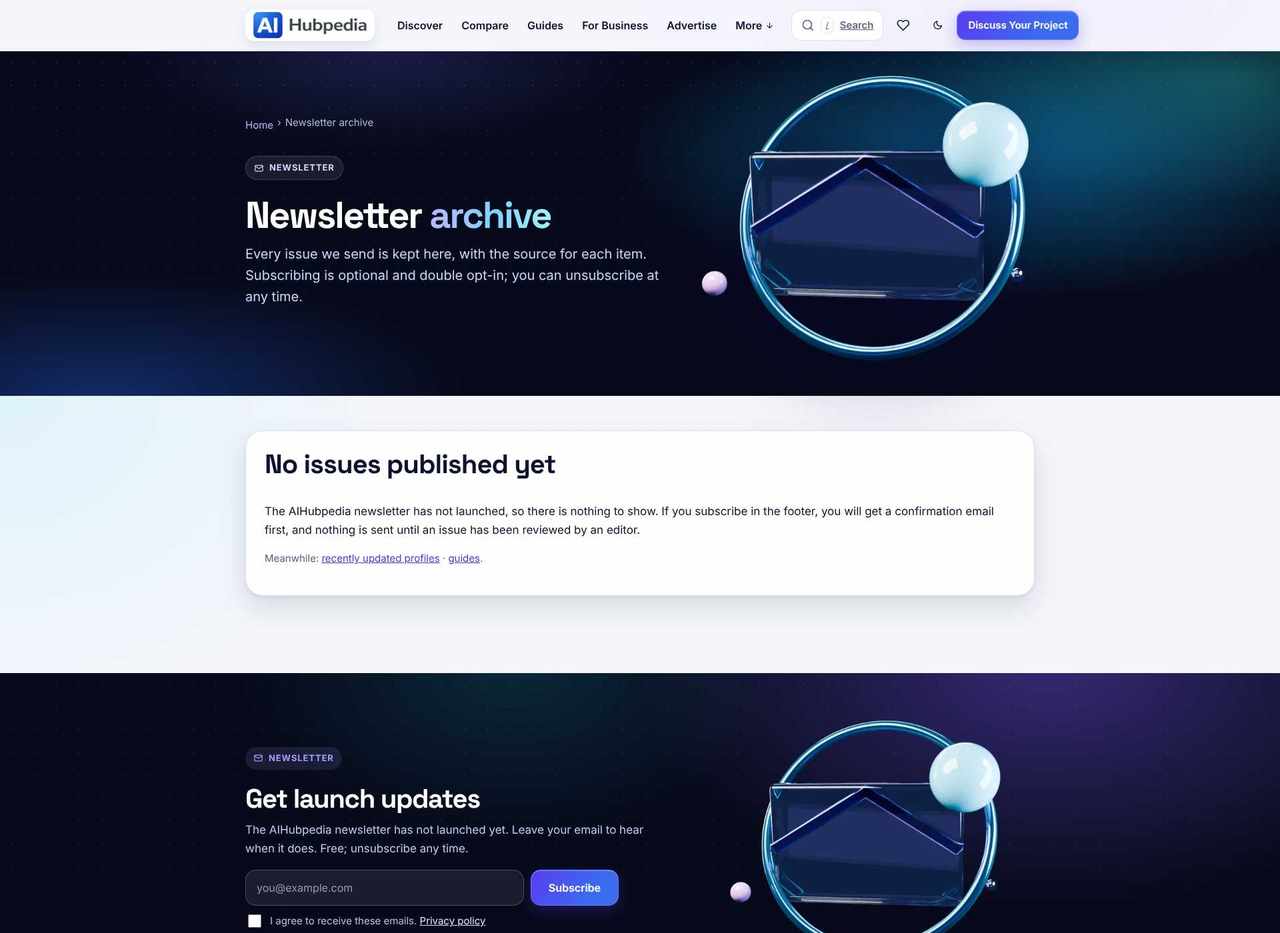 AI Hubpedia
Discover
Compare
Guides
For Business
Advertise
More ↓
/
Search
Discuss Your Project
Home › Newsletter archive
NEWSLETTER
Newsletter archive
Every issue we send is kept here, with the source for each item.
Subscribing is optional and double opt-in; you can unsubscribe at
any time.
No issues published yet
The AIHubpedia newsletter has not launched, so there is nothing to show. If you subscribe in the footer, you will get a confirmation email
first, and nothing is sent until an issue has been reviewed by an editor.
Meanwhile: recently updated profiles · guides.
NEWSLETTER
Get launch updates
The AIHubpedia newsletter has not launched yet. Leave your email to hear
when it does. Free; unsubscribe any time.
you@example.com
Subscribe
I agree to receive these emails. Privacy policy